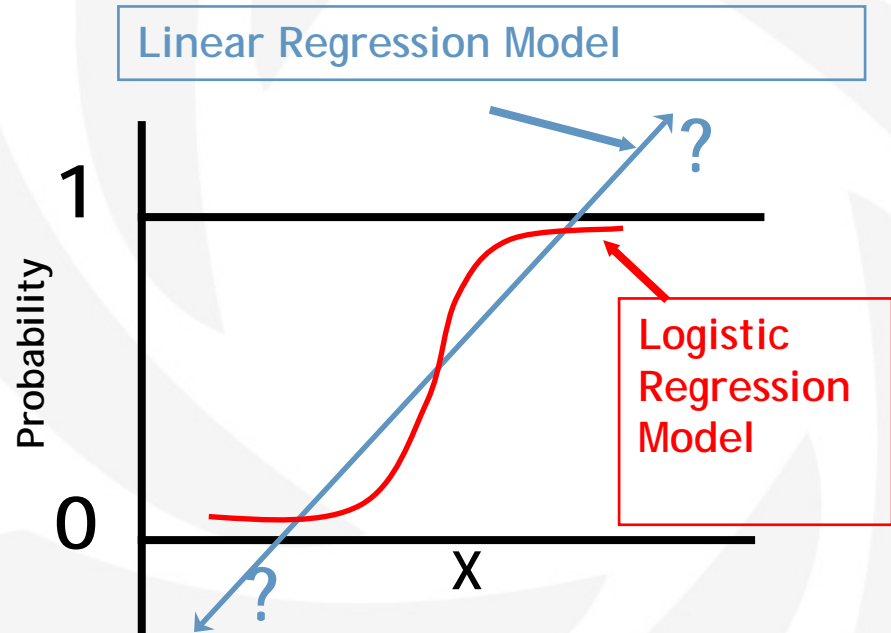 Linear Regression Model
?
1
Probability
Logistic
Regression
Model
0
?
X